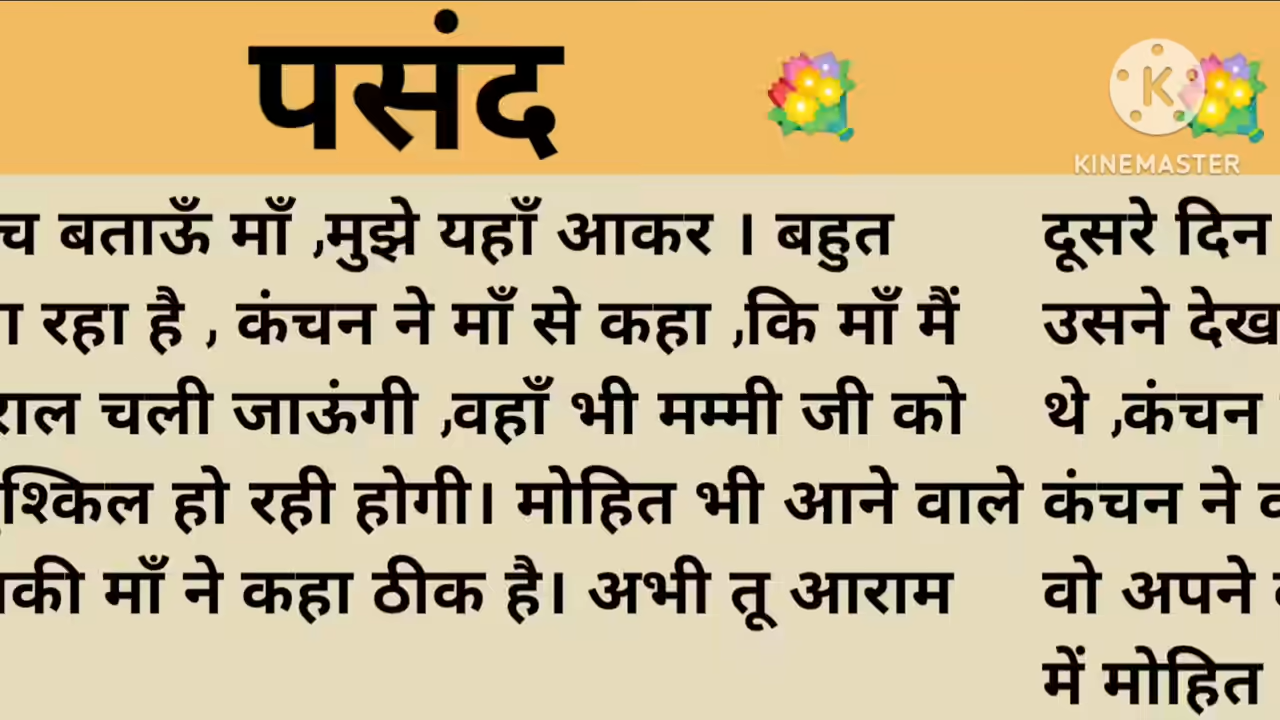 पसंद
KINEMASTER
बताऊँ माँ ,मुझे यहाँ आकर । बहुत
रहा है , कंचन ने माँ से कहा ,कि माँ मैं
चली जाऊंगी ,वहाँ भी मम्मी जी को
हो रही होगी। मोहित भी आने वाले
माँ ने कहा ठीक है। अभी तू आराम
दूसरे दिन
उसने
थे ,कंचन
कंचन ने
वो अपने
में मोहित